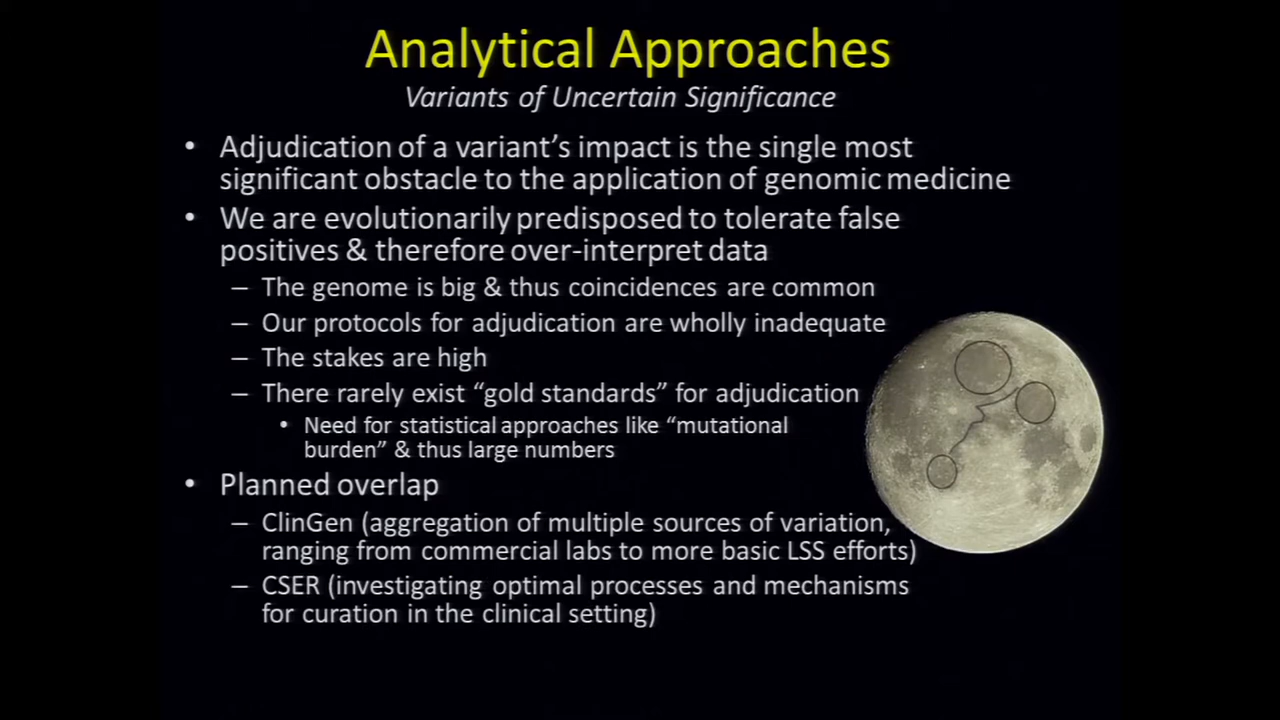 Analytical Approaches
Variants of Uncertain Significance
• Adjudication of a variant's impact is the single most
significant obstacle to the application of genomic medicine
• We are evolutionarily predisposed to tolerate false
positives & therefore over-interpret data
– The genome is big & thus coincidences are common
– Our protocols for adjudication are wholly inadequate
– The stakes are high
– There rarely exist “gold standards” for adjudication
• Need for statistical approaches like “mutational
burden” & thus large numbers
• Planned overlap
– ClinGen (aggregation of multiple sources of variation,
ranging from commercial labs to more basic LSS efforts)
– CSER (investigating optimal processes and mechanisms
for curation in the clinical setting)